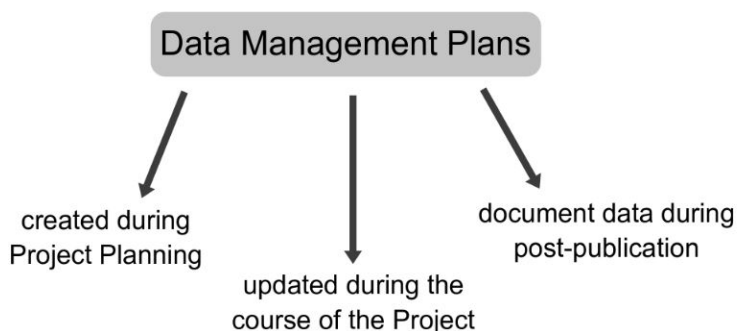 Data Management Plans
created during
Project Planning
updated during the
course of the Project
document data during
post-publication